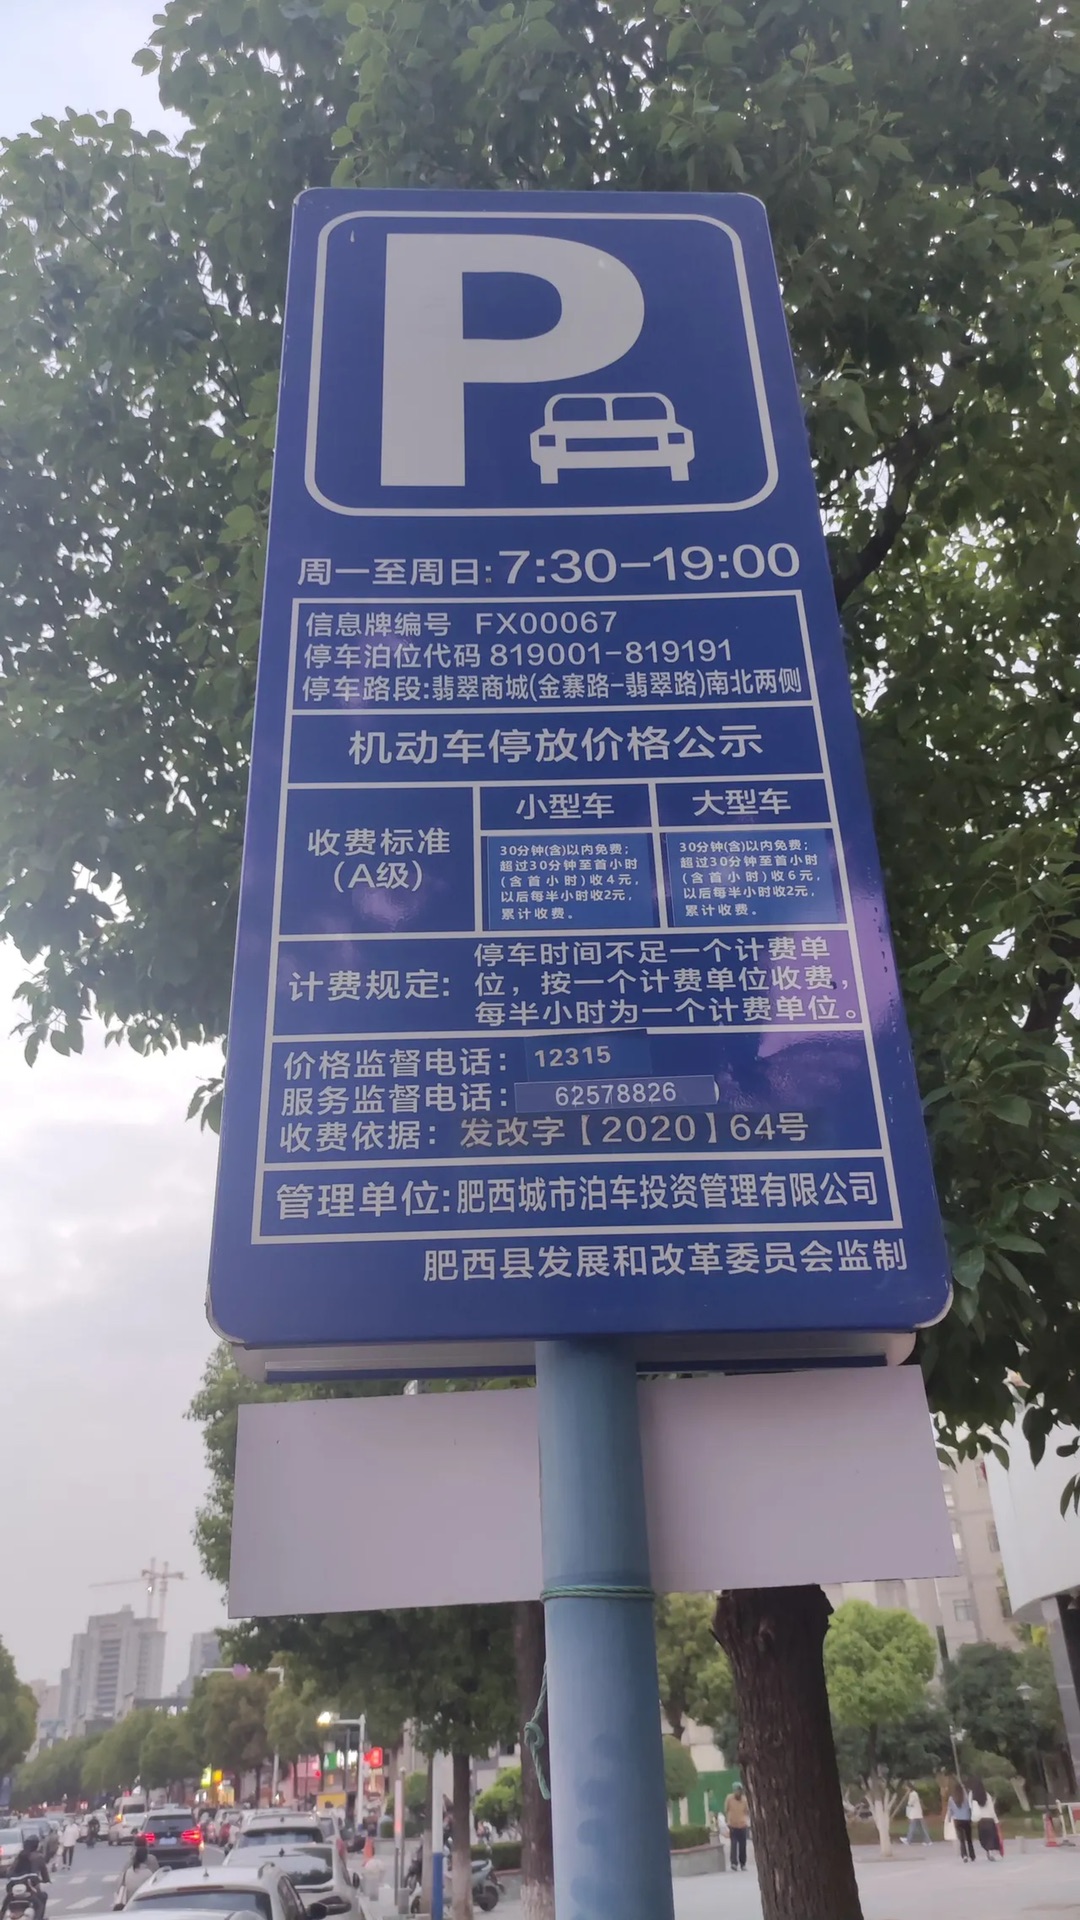 P
周一至周日:7:30-19:00
信息牌编号 FX00067
停车泊位代码 819001-819191
停车路段:翡翠商城(金寨路-翡翠路)南北两侧
机动车停放价格公示
收费标准
(A级)
小型车
30分钟(含)以内免费;
超过30分钟至首小时
(含首小时)收4元,
以后每半小时收2元,
累计收费。
大型车
30分钟(含)以内免费;
超过30分钟至首小时
(含首小时)收6元,
以后每半小时收2元,
累计收费。
计费规定:
停车时间不足一个计费单
位，按一个计费单位收费，
每半小时为一个计费单位。
价格监督电话：12315
服务监督电话：62578826
收费依据：发改字【2020】64号
管理单位:肥西城市泊车投资管理有限公司
肥西县发展和改革委员会监制